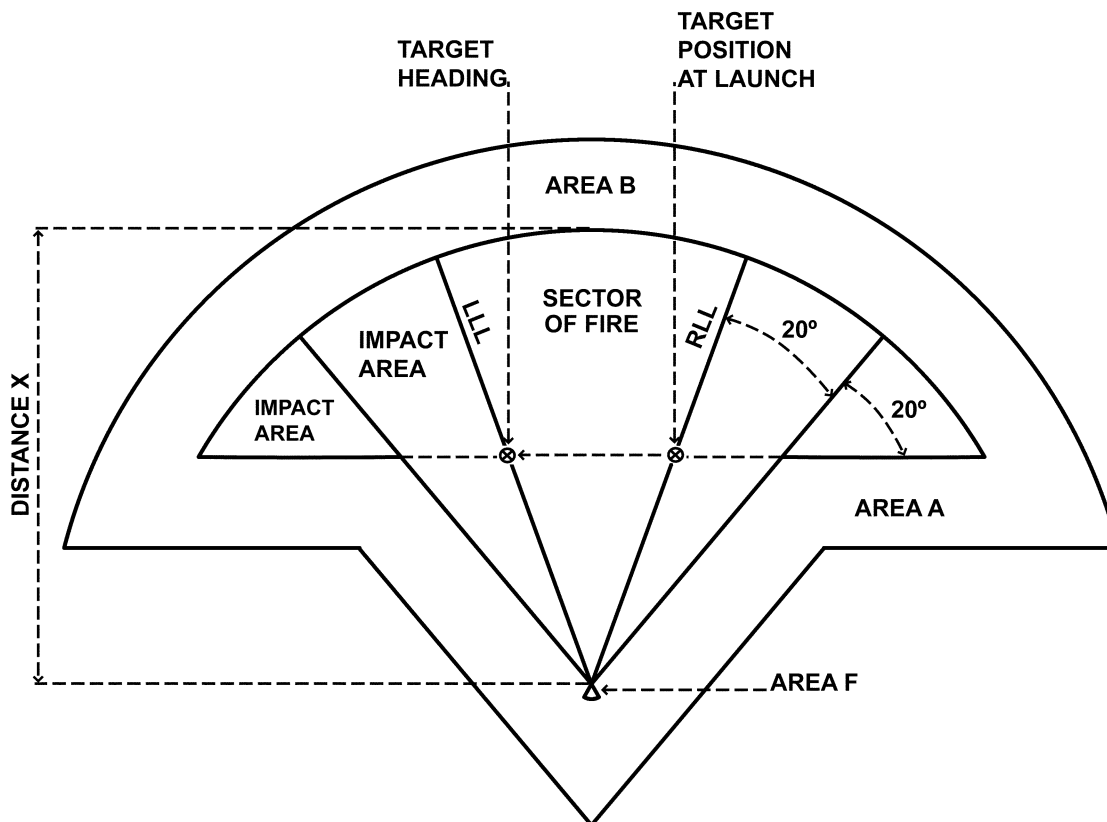 TARGET
HEADING
TARGET
POSITION
AT LAUNCH
AREA B
SECTOR
OF FIRE
LLL
RLL
20º
IMPACT
AREA
20º
IMPACT
AREA
DISTANCE X
AREA A
AREA F